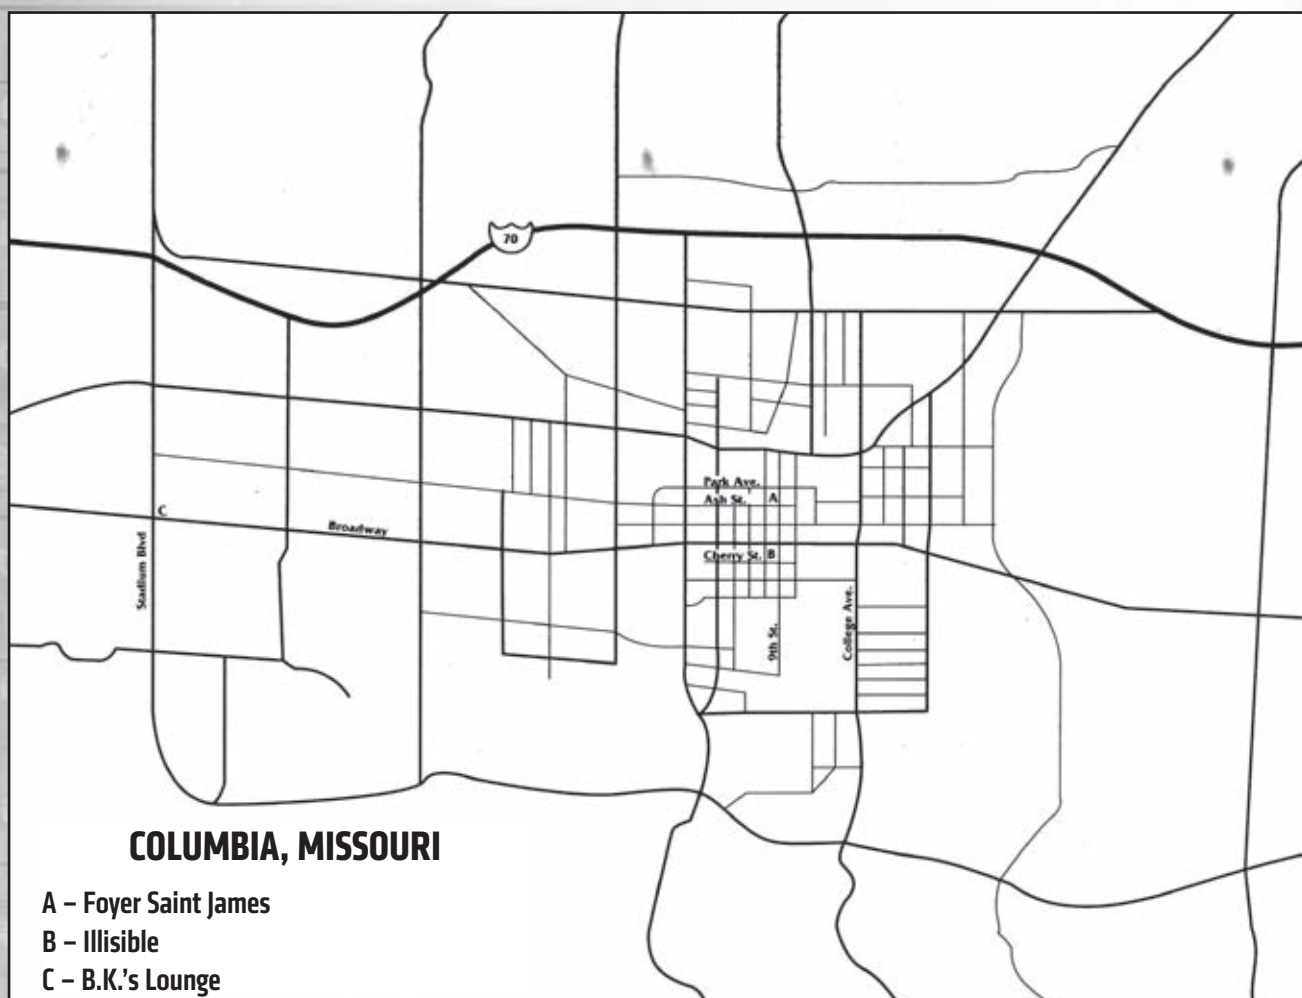 70
Park Ave.
Ash St.
A
C
Broadway
Cherry St.
B
Stadium Blvd
9th St.
College Ave.
COLUMBIA, MISSOURI
A – Foyer Saint James
B – Illisible
C – B.K.'s Lounge